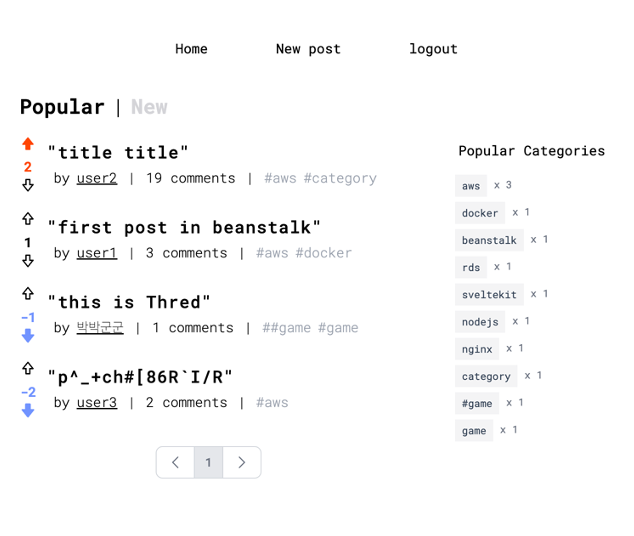 Home New post logout
Popular | New
"title title"
2
by user2 | 19 comments | #aws #category
"first post in beanstalk"
1
by user1 | 3 comments | #aws #docker
"this is Thred"
-1
by 박박군군 | 1 comments | ##game #game
"p^_+ch#[86R`I/R"
-2
by user3 | 2 comments | #aws
< 1 >
Popular Categories
aws x 3
docker x 1
beanstalk x 1
rds x 1
sveltekit x 1
nodejs x 1
nginx x 1
category x 1
#game x 1
game x 1